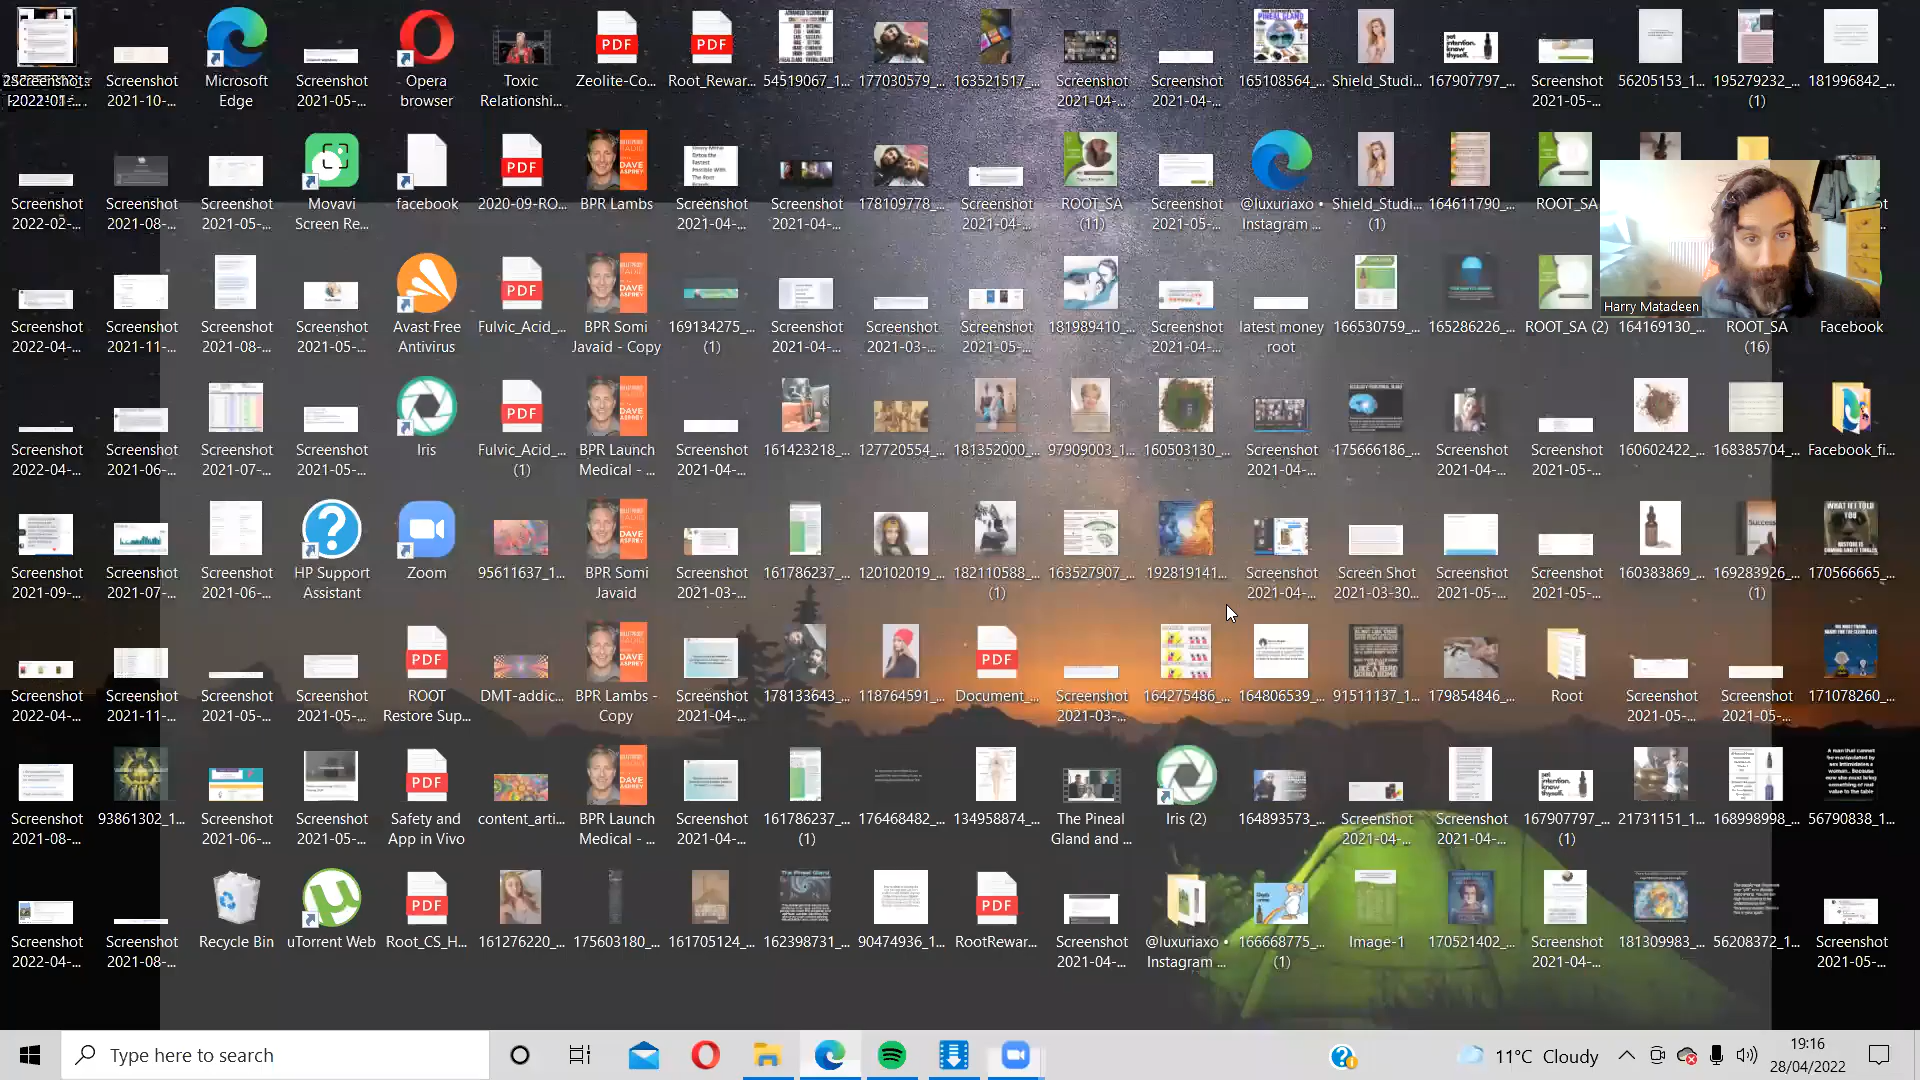 Screenshot 2022-01-...
Screenshot 2021-10-...
Microsoft Edge
Screenshot 2021-05-...
Opera browser
Toxic Relationshi...
Zeolite-Co...
Root_Rewar...
54519067_1...
177030579_...
163521517_...
Screenshot 2021-04-...
Screenshot 2021-04-...
165108564_...
Shield_Studi...
167907797_...
Screenshot 2021-05-...
56205153_1...
195279232_... (1)
181996842_...
Screenshot 2022-02-...
Screenshot 2021-08-...
Screenshot 2021-05-...
Movavi Screen Re...
facebook
2020-09-RO...
BPR Lambs
Screenshot 2021-04-...
Screenshot 2021-04-...
178109778_...
Screenshot 2021-04-...
ROOT_SA (11)
Screenshot 2021-05-...
@luxuriaxo • Instagram ...
Shield_Studi... (1)
164611790_...
ROOT_SA
Harry Matadeen
Screenshot 2022-04-...
Screenshot 2021-11-...
Screenshot 2021-08-...
Screenshot 2021-05-...
Avast Free Antivirus
Fulvic_Acid_...
BPR Somi Javaid - Copy
169134275_... (1)
Screenshot 2021-04-...
Screenshot 2021-03-...
Screenshot 2021-05-...
181989410_...
Screenshot 2021-04-...
latest money root
166530759_...
165286226_...
ROOT_SA (2)
164169130_...
ROOT_SA (16)
Facebook
Screenshot 2022-04-...
Screenshot 2021-06-...
Screenshot 2021-07-...
Screenshot 2021-05-...
Iris
Fulvic_Acid_... (1)
BPR Launch Medical - ...
Screenshot 2021-04-...
161423218_...
127720554_...
181352000_...
97909003_1...
160503130_...
Screenshot 2021-04-...
175666186_...
Screenshot 2021-04-...
Screenshot 2021-05-...
160602422_...
168385704_...
Facebook_fi...
Screenshot 2021-09-...
Screenshot 2021-07-...
Screenshot 2021-06-...
HP Support Assistant
Zoom
95611637_1...
BPR Somi Javaid
Screenshot 2021-03-...
161786237_...
120102019_...
182110588_... (1)
163527907_...
192819141_...
Screenshot 2021-04-...
Screen Shot 2021-03-30...
Screenshot 2021-05-...
Screenshot 2021-05-...
160383869_...
169283926_... (1)
170566665_...
Screenshot 2022-04-...
Screenshot 2021-11-...
Screenshot 2021-05-...
Screenshot 2021-05-...
ROOT Restore Sup...
DMT-addic...
BPR Lambs - Copy
Screenshot 2021-04-...
178133643_...
118764591_...
Document_...
Screenshot 2021-03-...
164275486_...
164806539_...
91511137_1...
179854846_...
Root
Screenshot 2021-05-...
Screenshot 2021-05-...
171078260_...
Screenshot 2021-08-...
93861302_1...
Screenshot 2021-06-...
Screenshot 2021-05-...
Safety and App in Vivo
content_arti...
BPR Launch Medical - ...
Screenshot 2021-04-...
161786237_... (1)
176468482_...
134958874_...
The Pineal Gland and ...
Iris (2)
164893573_...
Screenshot 2021-04-...
Screenshot 2021-04-...
167907797_... (1)
21731151_1...
168998998_...
56790838_1...
Screenshot 2022-04-...
Screenshot 2021-08-...
Recycle Bin
uTorrent Web
Root_CS_H...
161276220_...
175603180_...
161705124_...
162398731_...
90474936_1...
RootRewar...
Screenshot 2021-04-...
@luxuriaxo • Instagram ...
166668775_... (1)
Image-1
170521402_...
Screenshot 2021-04-...
181309983_...
56208372_1...
Screenshot 2021-05-...
Type here to search
11°C Cloudy
19:16
28/04/2022